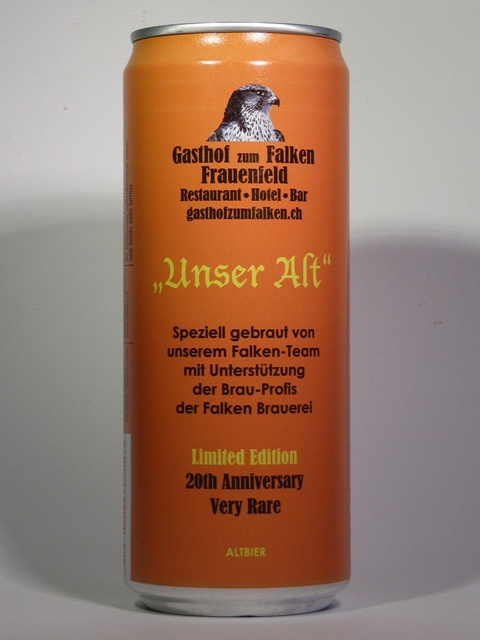 Gasthof zum Falken
Frauenfeld
Restaurant • Hotel • Bar
gasthofzumfalken.ch
„Unser Alt“
Speziell gebraut von
unserem Falken-Team
mit Unterstützung
der Brau-Profis
der Falken Brauerei
Limited Edition
20th Anniversary
Very Rare
ALTBIER